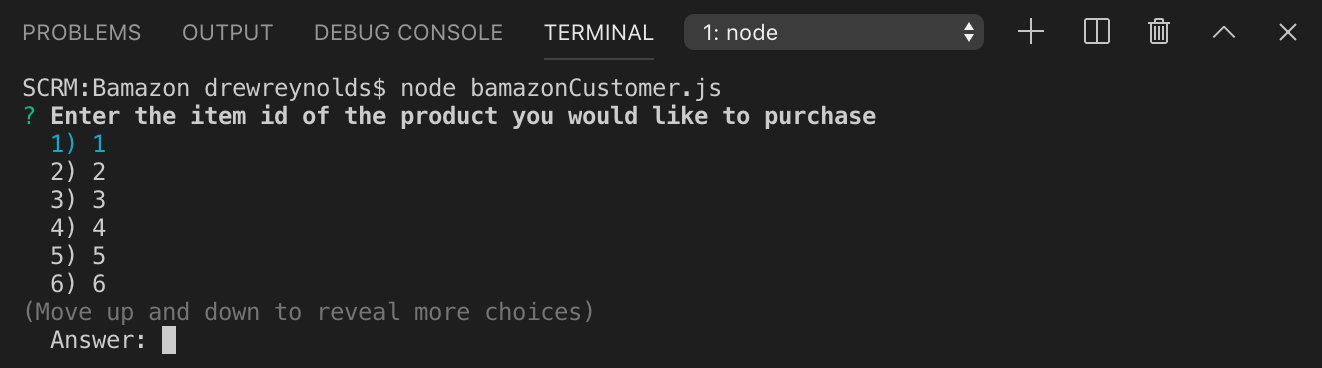 PROBLEMS OUTPUT DEBUG CONSOLE TERMINAL 1: node
SCRM:Bamazon drewreynolds$ node bamazonCustomer.js
? Enter the item id of the product you would like to purchase
1) 1
2) 2
3) 3
4) 4
5) 5
6) 6
(Move up and down to reveal more choices)
Answer: